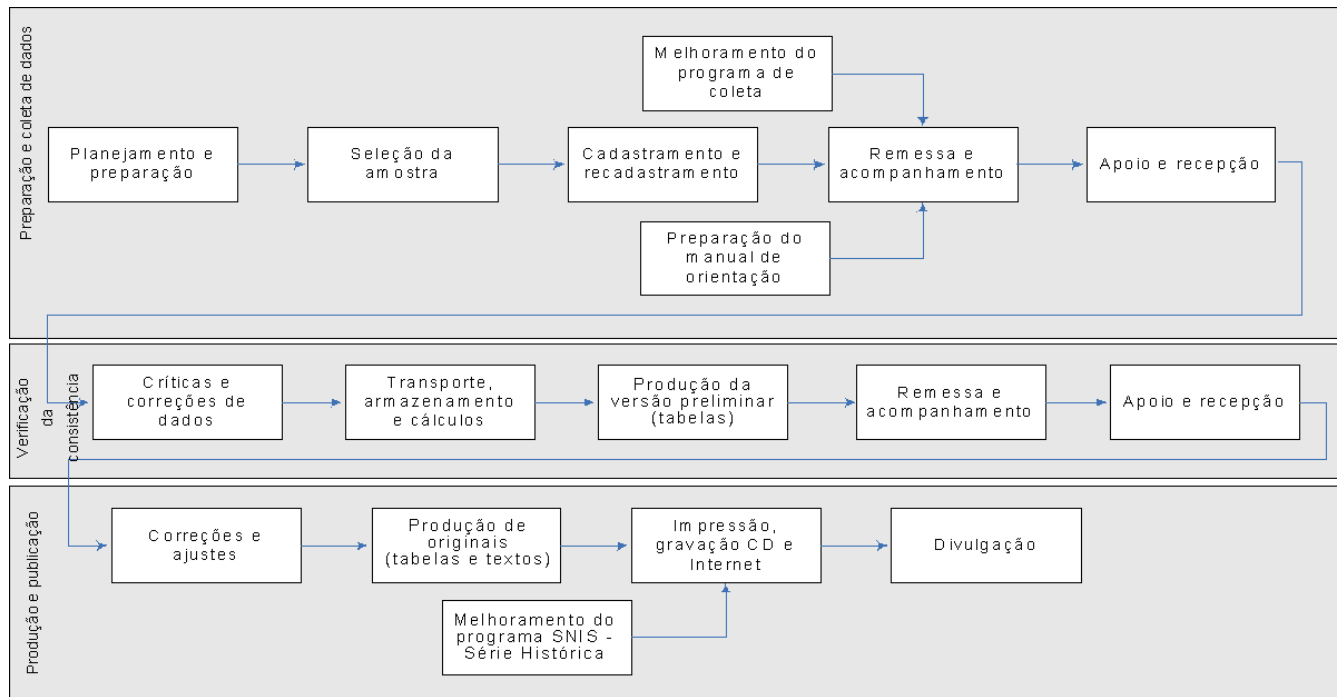 Preparação e coleta de dados
Melhoramento do
programa de
coleta
Planejamento e
preparação
Seleção da
amostra
Cadastramento e
recadastramento
Remessa e
acompanhamento
Apoio e recepção
Preparação do
manual de
orientação
Verificação
da
consistência
Críticas e
correções de
dados
Transporte,
armazenamento
e cálculos
Produção da
versão preliminar
(tabelas)
Remessa e
acompanhamento
Apoio e recepção
Produção e publicação
Correções e
ajustes
Produção de
originais
(tabelas e textos)
Impressão,
gravação CD e
Internet
Divulgação
Melhoramento do
programa SNIS -
Série Histórica